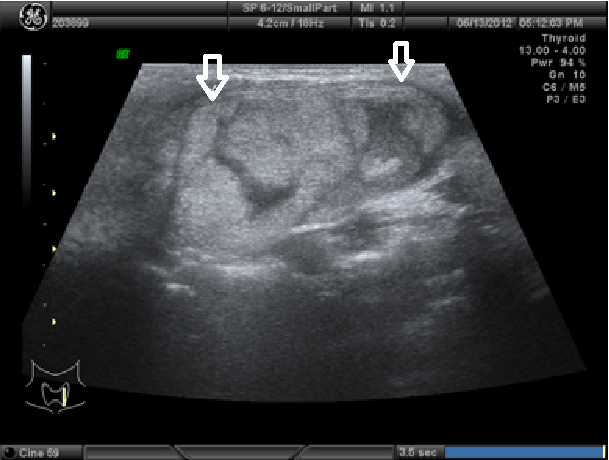 SP 6-12/SmallPart MI 1.1
203899 4.2cm / 18Hz TIs 0.2 06/13/2012 05:12:03 PM
Thyroid
13.00 - 4.00
Pwr 94 %
Gn 10
C6 / M5
P3 / E3
Cine 59 3.5 sec